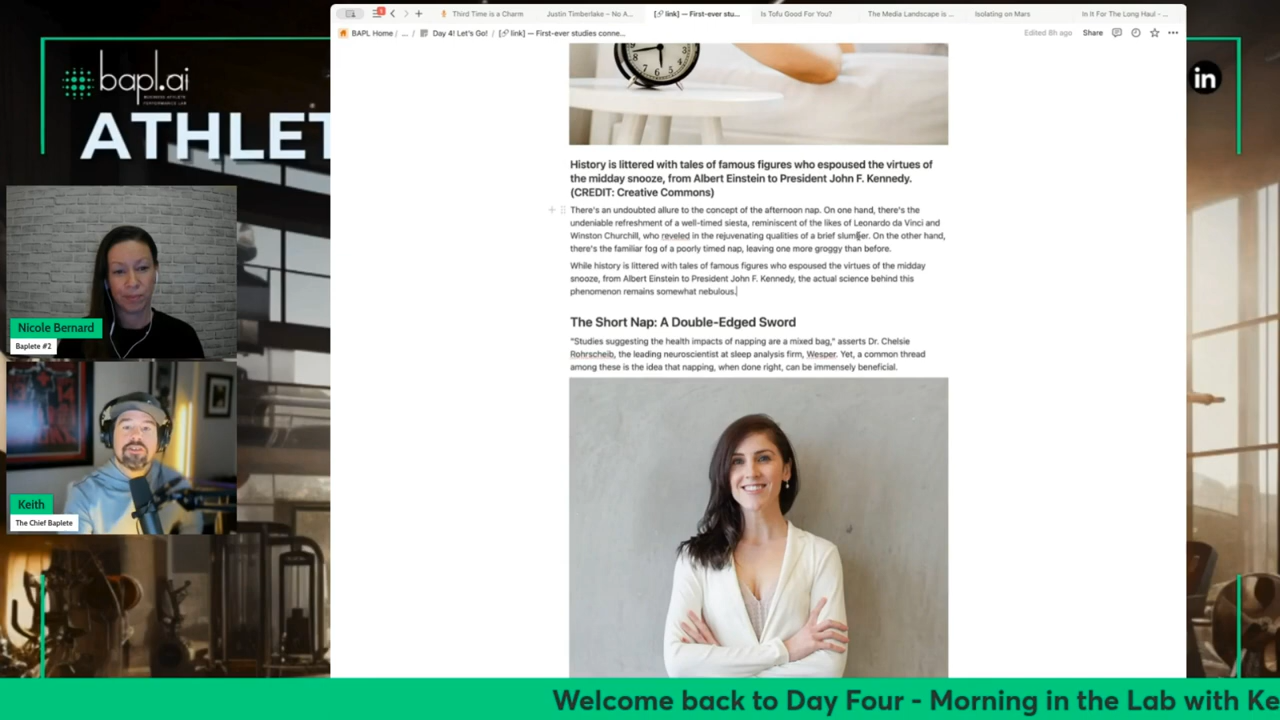 Third Time is a Charm
Justin Timberlake – No A...
[🔗 link] — First-ever stu...
Is Tofu Good For You?
The Media Landscape is ...
Isolating on Mars
In It For The Long Haul - ...
BAPL Home / ... / Day 4! Let's Go! / [🔗 link] — First-ever studies conne...
Edited 8h ago Share
bapl.ai
ATHLET
in
History is littered with tales of famous figures who espoused the virtues of
the midday snooze, from Albert Einstein to President John F. Kennedy.
(CREDIT: Creative Commons)
There's an undoubted allure to the concept of the afternoon nap. On one hand, there's the
undeniable refreshment of a well-timed siesta, reminiscent of the likes of Leonardo da Vinci and
Winston Churchill, who reveled in the rejuvenating qualities of a brief slumber. On the other hand,
there's the familiar fog of a poorly timed nap, leaving one more groggy than before.
While history is littered with tales of famous figures who espoused the virtues of the midday
snooze, from Albert Einstein to President John F. Kennedy, the actual science behind this
phenomenon remains somewhat nebulous.
The Short Nap: A Double-Edged Sword
"Studies suggesting the health impacts of napping are a mixed bag," asserts Dr. Chelsie
Rohrscheib, the leading neuroscientist at sleep analysis firm, Wesper. Yet, a common thread
among these is the idea that napping, when done right, can be immensely beneficial.
Nicole Bernard
Baplete #2
Keith
The Chief Baplete
Welcome back to Day Four - Morning in the Lab with Ke